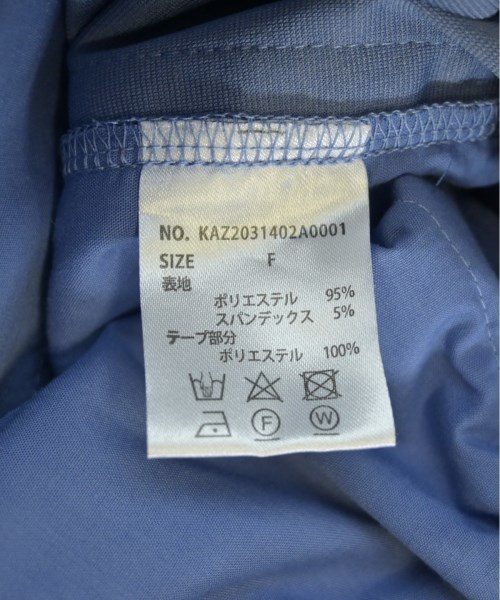 NO. KAZ2031402A0001
SIZE F
表地
ポリエステル 95%
スパンデックス 5%
テープ部分
ポリエステル 100%
F W